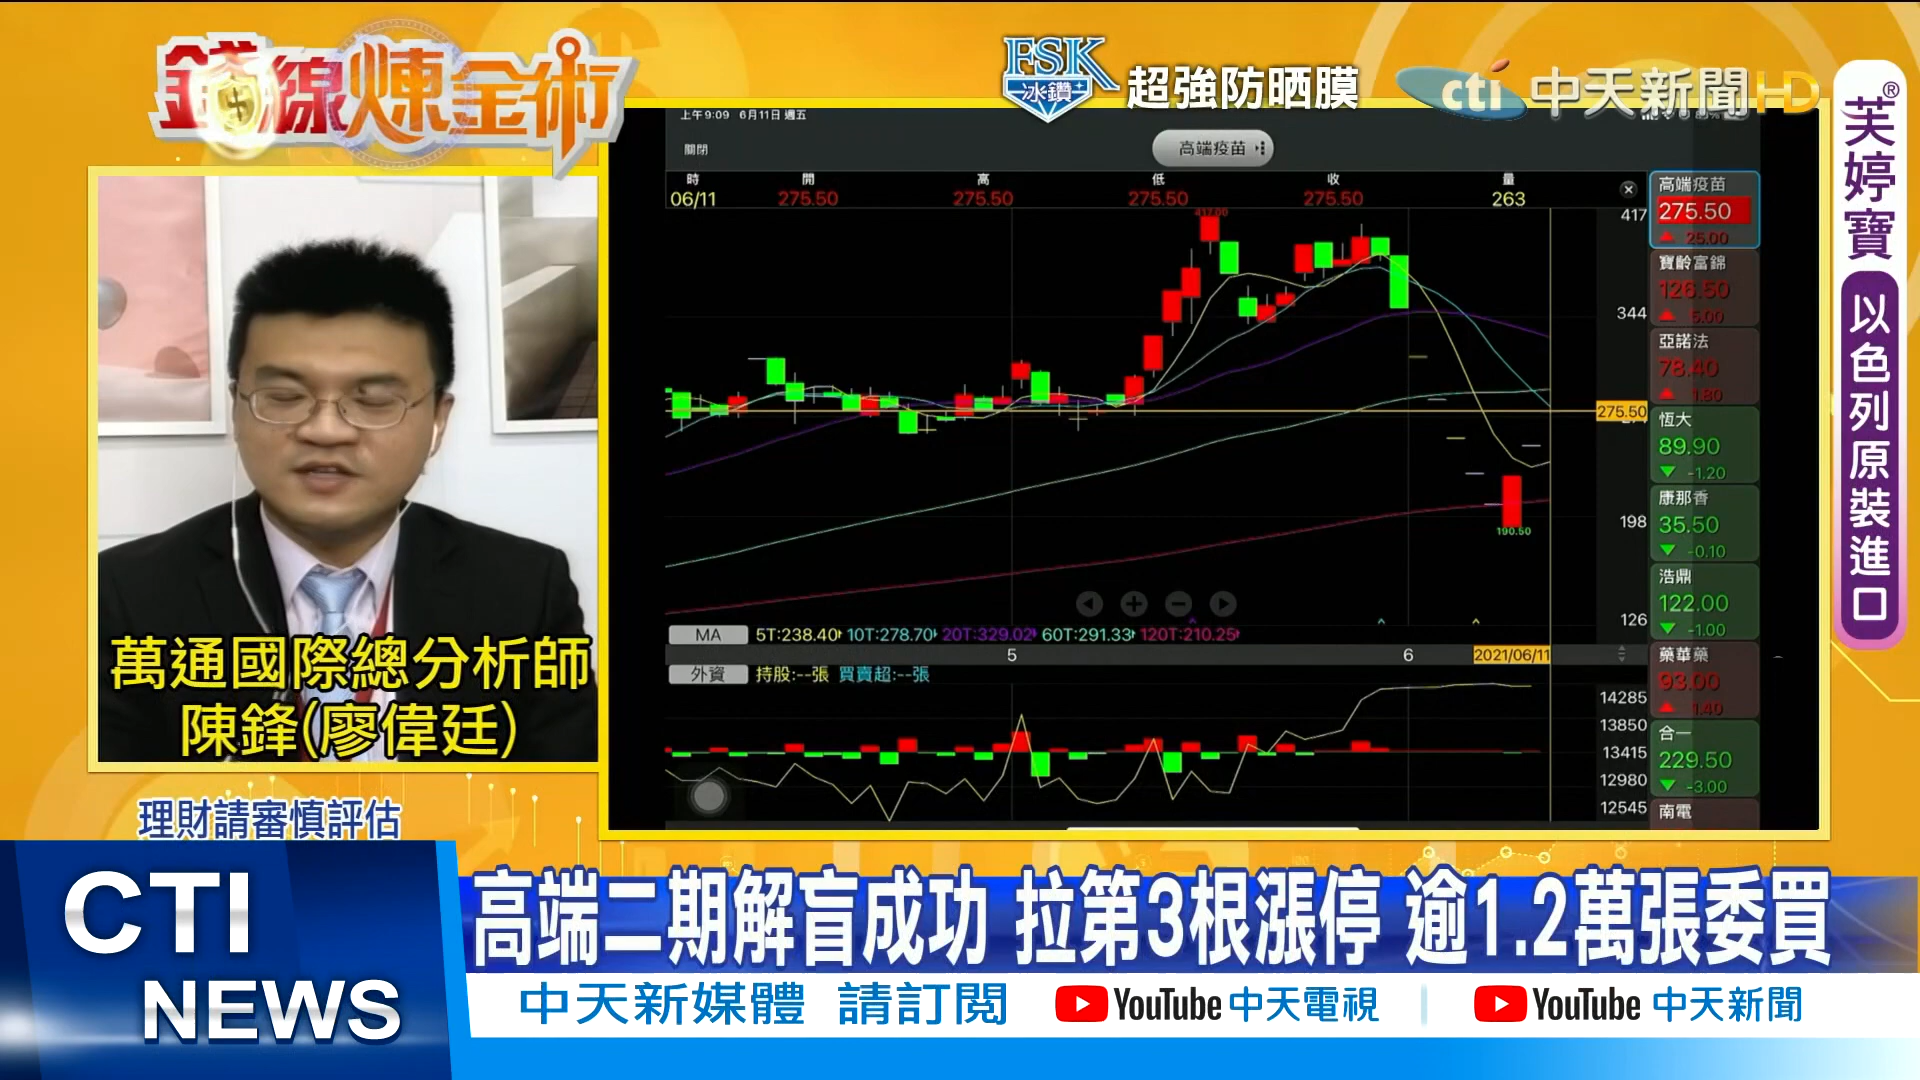 錢線煉金術
FSK
冰鑽
超強防晒膜
cti 中天新聞HD
芙婷寶®
以色列原裝進口
上午9:09 6月11日 週五
關閉
高端疫苗
時 開 高 低 收 量
06/11 275.50 275.50 275.50 275.50 263
417.00
417
344
275.50
198
190.50
126
MA 5T:238.40 10T:278.70 20T:329.02 60T:291.33 120T:210.25
5 6 2021/06/11
外資 持股:--張 買賣超:--張
14285
13850
13415
12980
12545
高端疫苗
275.50
▲ 25.00
寶齡富錦
126.50
▲ 5.00
亞諾法
78.40
▲ 1.80
恆大
89.90
▼ -1.20
康那香
35.50
▼ -0.10
浩鼎
122.00
▼ -1.00
藥華藥
93.00
▲ 1.40
合一
229.50
▼ -3.00
南電
萬通國際總分析師
陳鋒(廖偉廷)
理財請審慎評估
CTI
NEWS
高端二期解盲成功 拉第3根漲停 逾1.2萬張委買
中天新媒體 請訂閱 YouTube 中天電視 YouTube 中天新聞